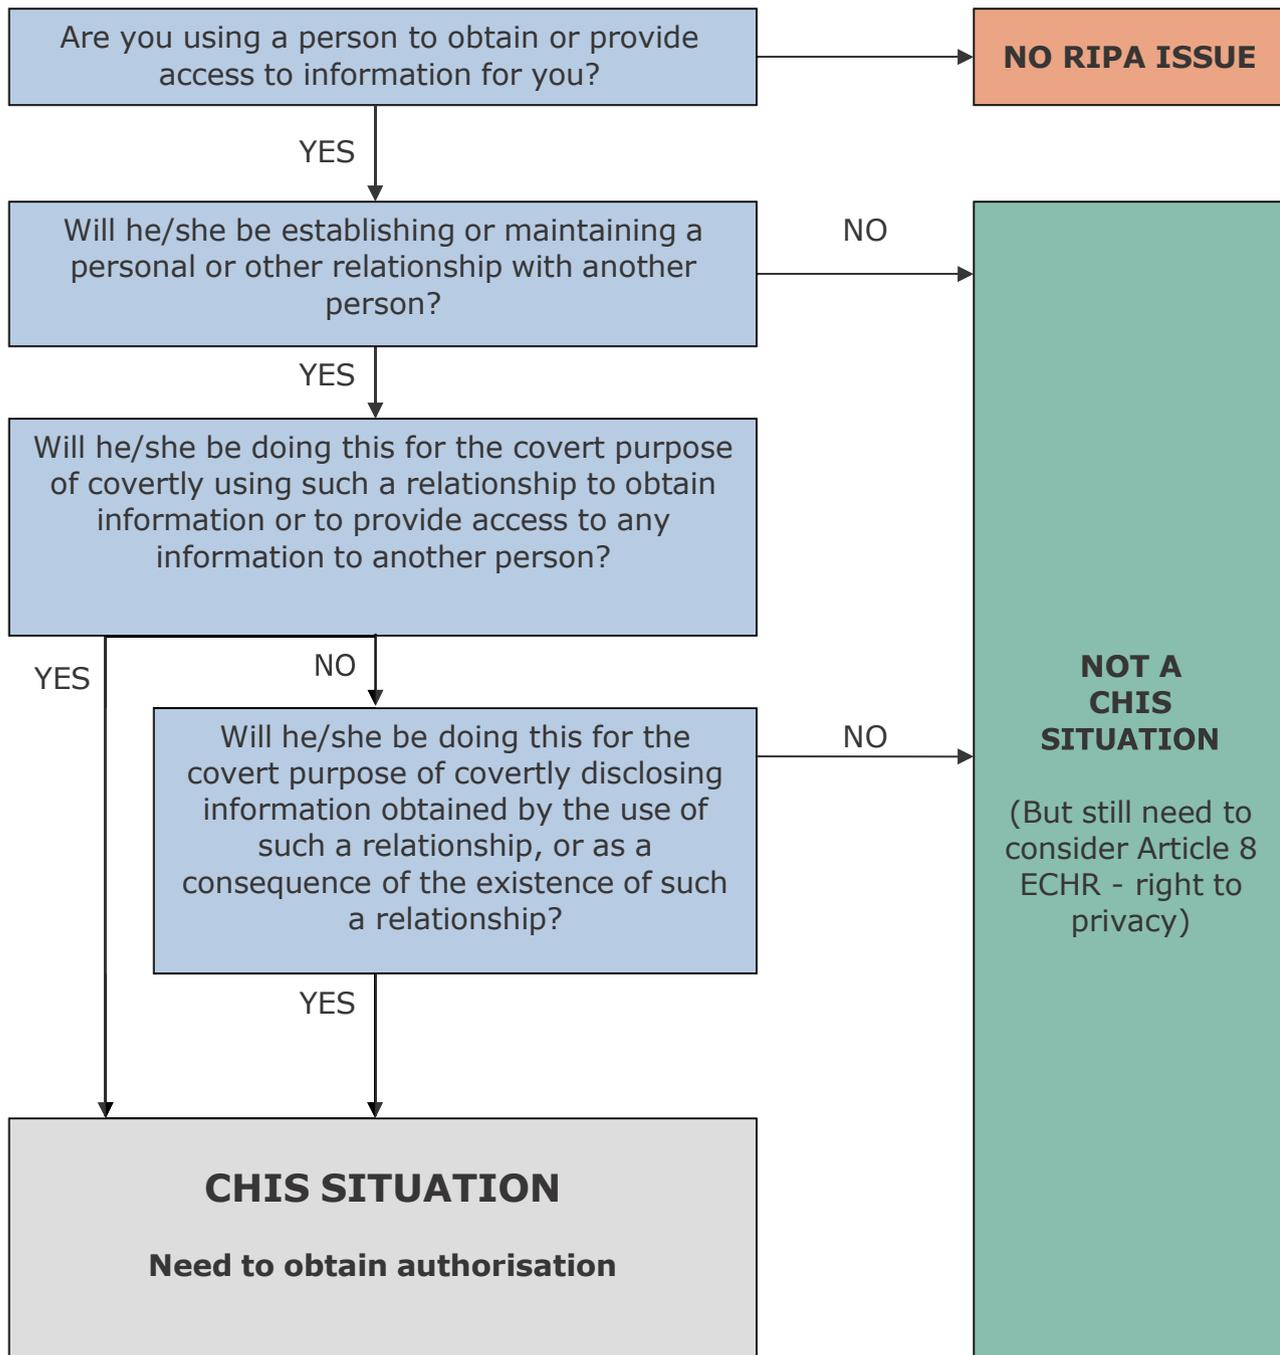 Are you using a person to obtain or provide
access to information for you?
NO RIPA ISSUE
YES
Will he/she be establishing or maintaining a
personal or other relationship with another
person?
NO
YES
Will he/she be doing this for the covert purpose
of covertly using such a relationship to obtain
information or to provide access to any
information to another person?
YES
NO
Will he/she be doing this for the
covert purpose of covertly disclosing
information obtained by the use of
such a relationship, or as a
consequence of the existence of such
a relationship?
NO
NOT A
CHIS
SITUATION
(But still need to
consider Article 8
ECHR - right to
privacy)
YES
CHIS SITUATION
Need to obtain authorisation